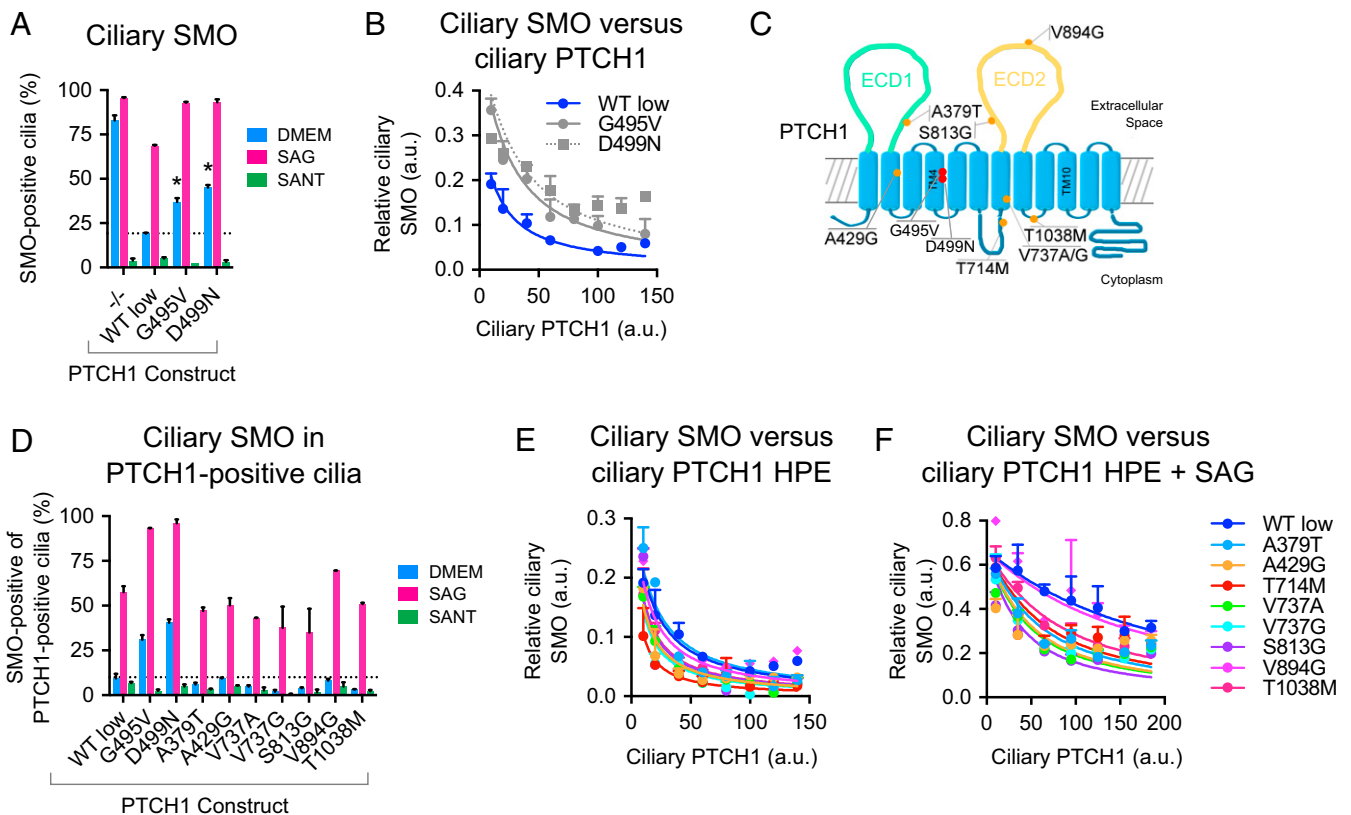 A
Ciliary SMO
SMO-positive cilia (%)
100
75
50
25
0
*
*
DMEM
SAG
SANT
-/-
WT low
G495V
D499N
PTCH1 Construct
B
Ciliary SMO versus
ciliary PTCH1
Relative ciliary
SMO (a.u.)
0.4
0.3
0.2
0.1
0.0
WT low
G495V
D499N
0
50
100
150
Ciliary PTCH1 (a.u.)
C
V894G
ECD1
ECD2
A379T
S813G
Extracellular
Space
PTCH1
TM4
TM10
A429G
G495V
D499N
T714M
T1038M
V737A/G
Cytoplasm
D
Ciliary SMO in
PTCH1-positive cilia
SMO-positive of
PTCH1-positive cilia (%)
100
75
50
25
0
DMEM
SAG
SANT
WT low
G495V
D499N
A379T
A429G
V737A
V737G
S813G
V894G
T1038M
PTCH1 Construct
E
Ciliary SMO versus
ciliary PTCH1 HPE
Relative ciliary
SMO (a.u.)
0.3
0.2
0.1
0.0
0
50
100
150
Ciliary PTCH1 (a.u.)
F
Ciliary SMO versus
ciliary PTCH1 HPE + SAG
Relative ciliary
SMO (a.u.)
0.8
0.6
0.4
0.2
0.0
0
50
100
150
200
Ciliary PTCH1 (a.u.)
WT low
A379T
A429G
T714M
V737A
V737G
S813G
V894G
T1038M